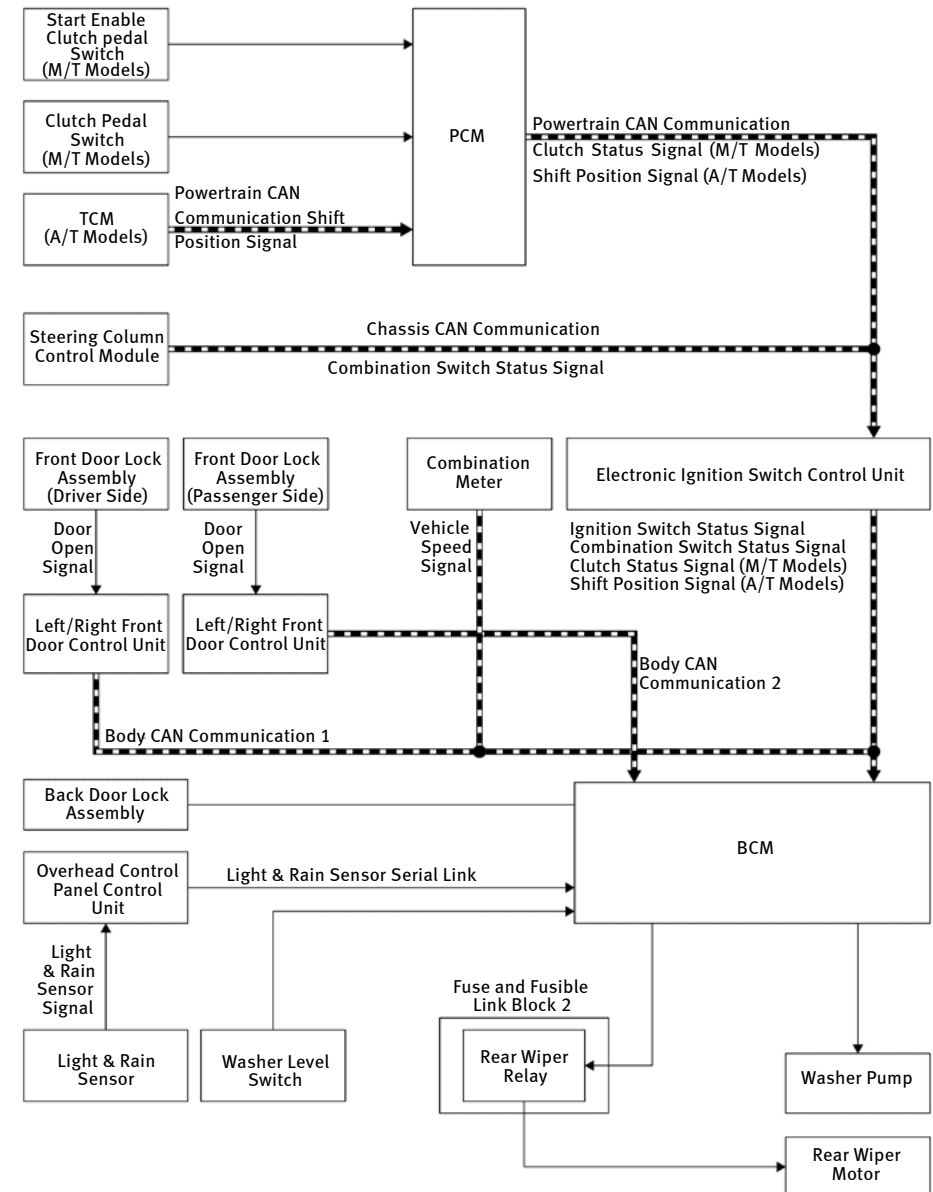 Start Enable
Clutch pedal
Switch
(M/T Models)
Clutch Pedal
Switch
(M/T Models)
TCM
(A/T Models)
Powertrain CAN
Communication Shift
Position Signal
PCM
Powertrain CAN Communication
Clutch Status Signal (M/T Models)
Shift Position Signal (A/T Models)
Steering Column
Control Module
Chassis CAN Communication
Combination Switch Status Signal
Front Door Lock
Assembly
(Driver Side)
Front Door Lock
Assembly
(Passenger Side)
Combination
Meter
Electronic Ignition Switch Control Unit
Door
Open
Signal
Door
Open
Signal
Vehicle
Speed
Signal
Ignition Switch Status Signal
Combination Switch Status Signal
Clutch Status Signal (M/T Models)
Shift Position Signal (A/T Models)
Left/Right Front
Door Control Unit
Left/Right Front
Door Control Unit
Body CAN
Communication 2
Body CAN Communication 1
Back Door Lock
Assembly
BCM
Overhead Control
Panel Control
Unit
Light & Rain Sensor Serial Link
Light
& Rain
Sensor
Signal
Fuse and Fusible
Link Block 2
Light & Rain
Sensor
Washer Level
Switch
Rear Wiper
Relay
Washer Pump
Rear Wiper
Motor